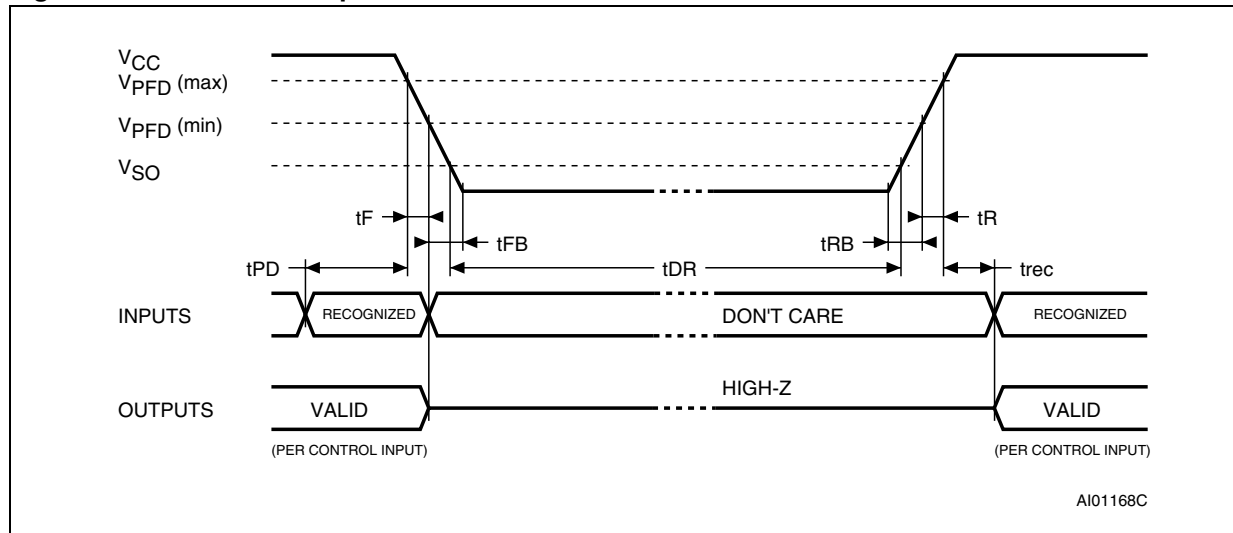 VCC
VPFD (max)
VPFD (min)
VSO
tF
tR
tFB
tRB
tPD
tDR
trec
INPUTS
RECOGNIZED
DON'T CARE
RECOGNIZED
HIGH-Z
OUTPUTS
VALID
VALID
(PER CONTROL INPUT)
(PER CONTROL INPUT)
AI01168C